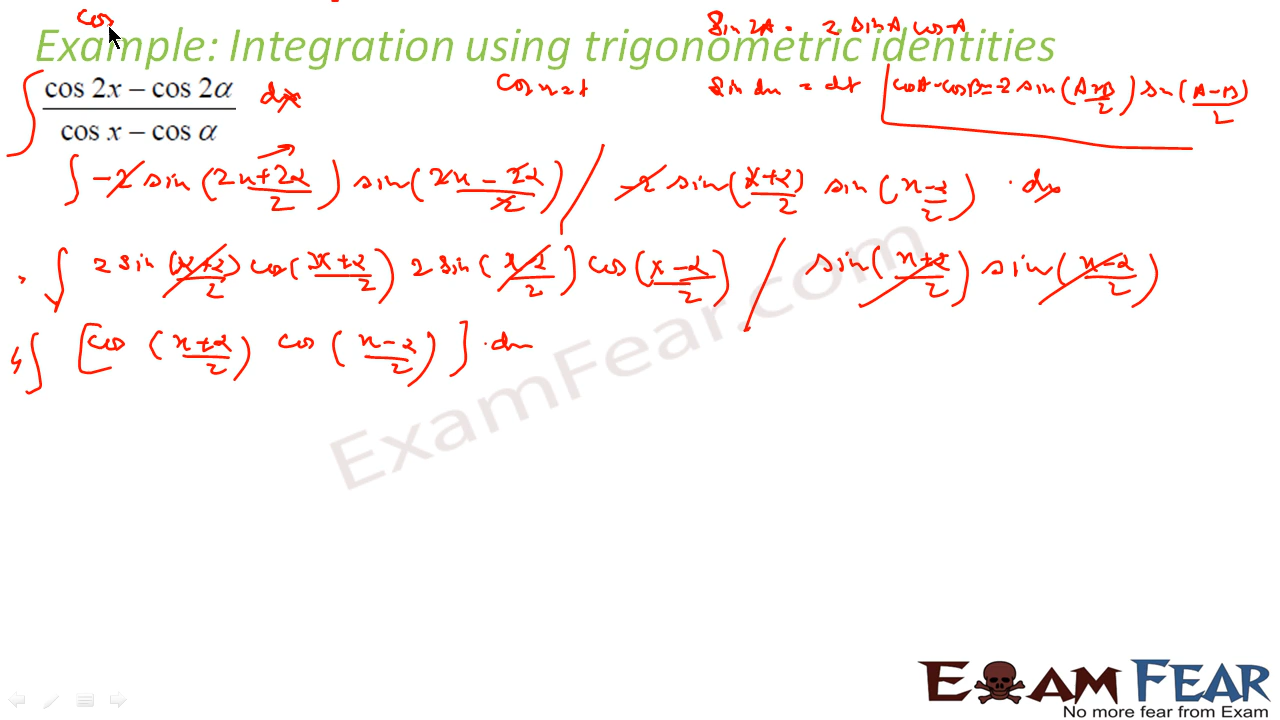 cos
Sin 2A = 2 sin A cos A
Example: Integration using trigonometric identities
∫ (cos 2x − cos 2α)/(cos x − cos α) dx
cos x = t
Sin dx = dt
cosA - cosB = -2 sin (A+B/2) sin (A-B/2)
∫ -2 sin (2x+2α/2) sin (2x - 2α/2) / -2 sin (x+α/2) sin (x-α/2) . dx
∫ 2 sin (x+α/2) cos (x+α/2) 2 sin (x-α/2) cos (x-α/2) / sin (x+α/2) sin (x-α/2)
4∫ [cos (x+α/2) cos (x-α/2)] . dx
ExamFear.com
EXAM FEAR
No more fear from Exam